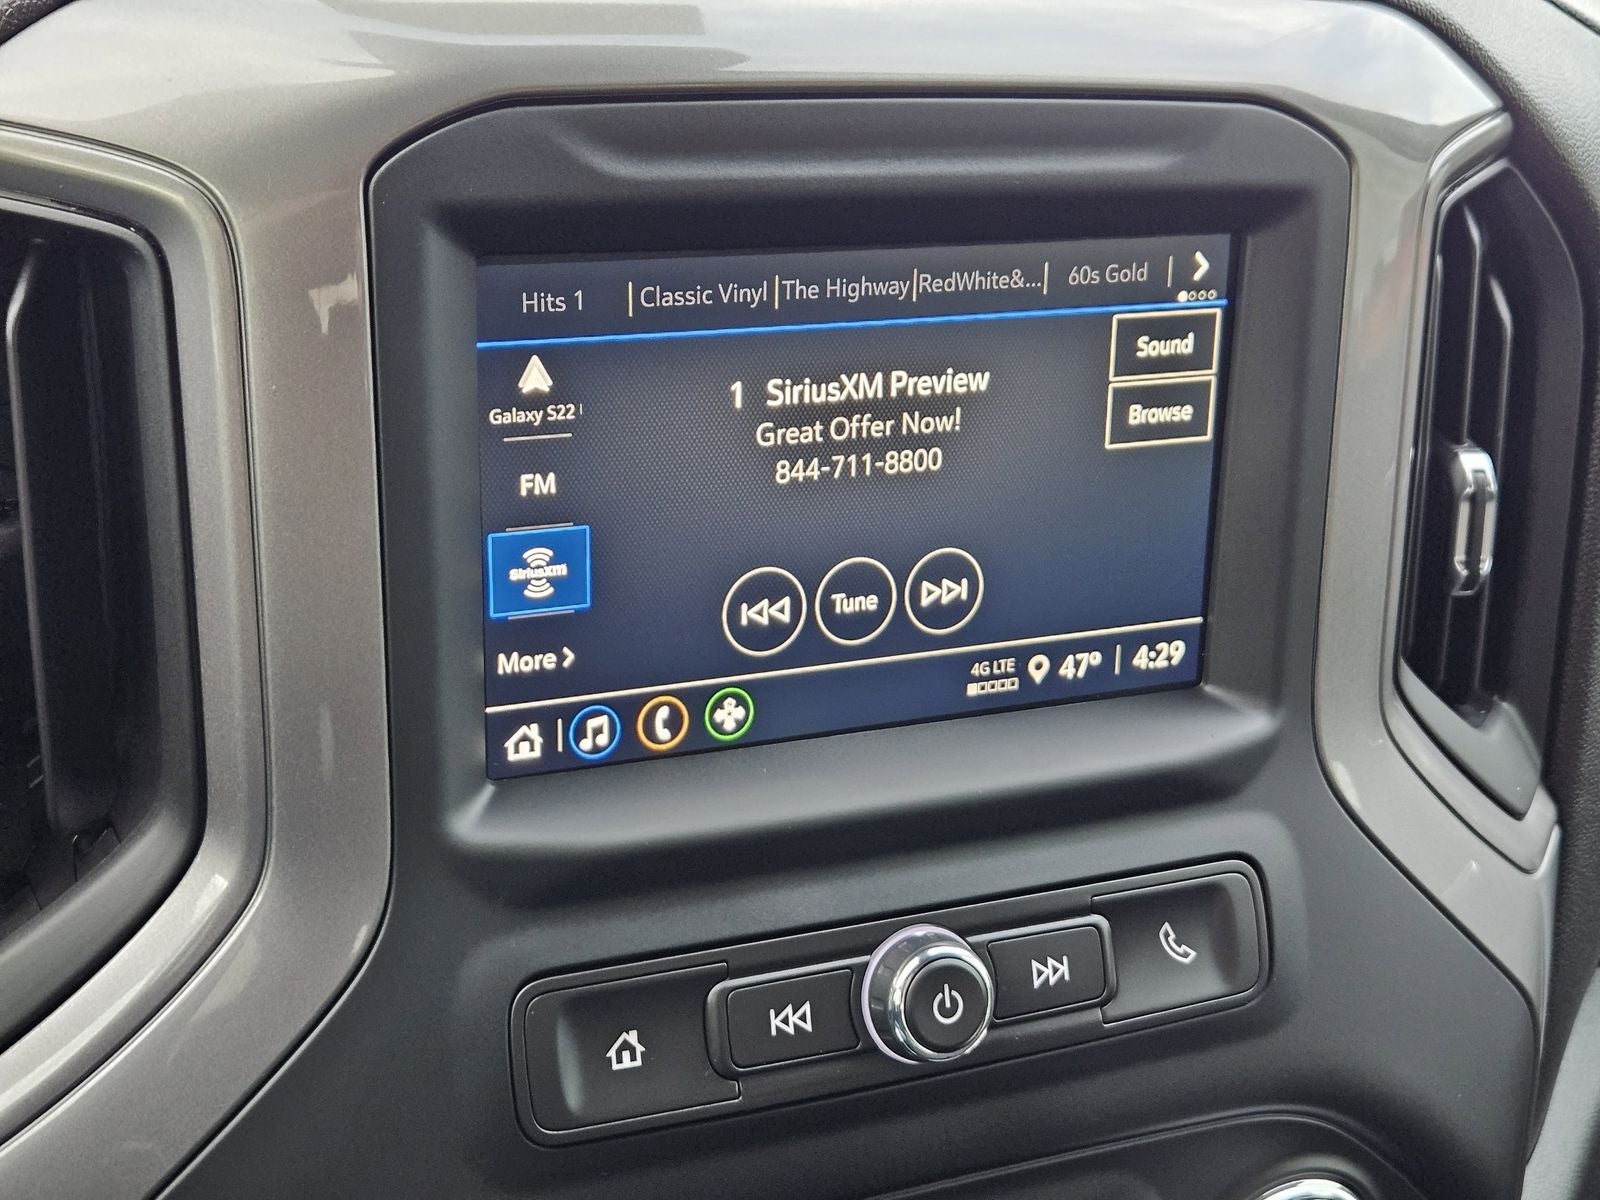 Hits 1 | Classic Vinyl | The Highway | RedWhite&... | 60s Gold |
Galaxy S22
Sound
1 SiriusXM Preview
Browse
Great Offer Now!
FM
844-711-8800
SiriusXM
Tune
More
4G LTE 47° | 4:29